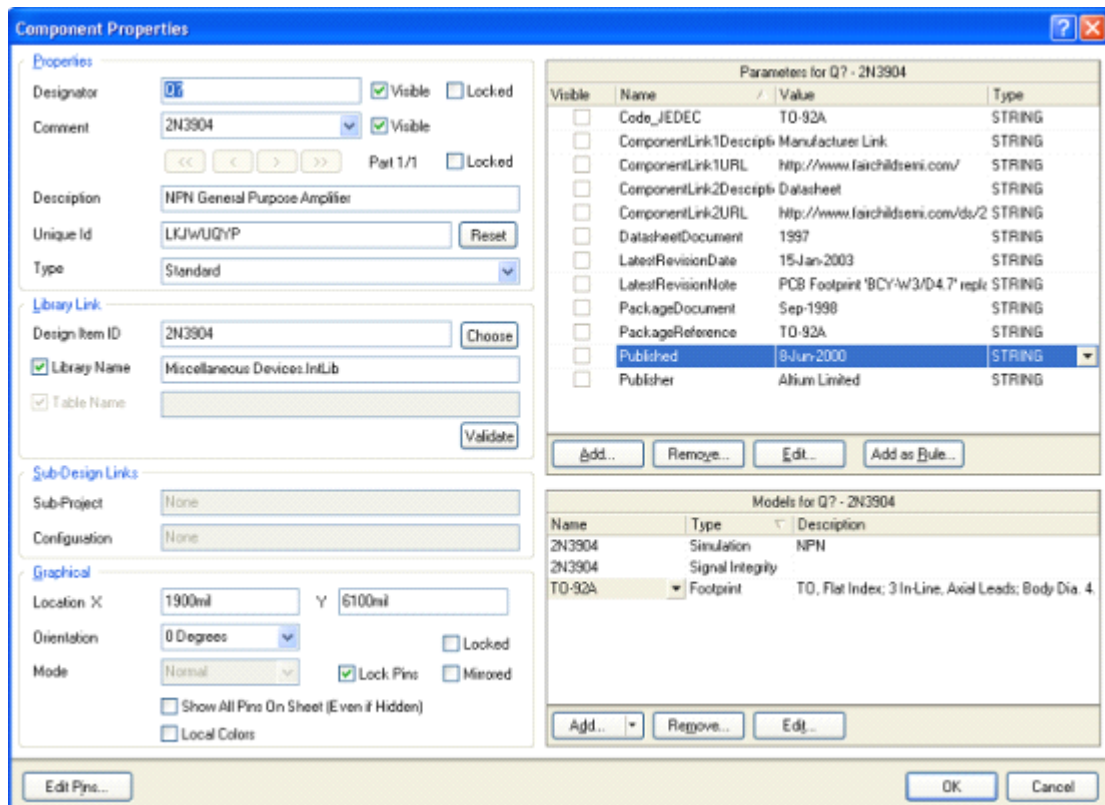 Component Properties
Properties
Designator Q? Visible Locked
Comment 2N3904 Visible
<< < > >> Part 1/1 Locked
Description NPN General Purpose Amplifier
Unique Id LKJWUQYP Reset
Type Standard
Library Link
Design Item ID 2N3904 Choose
Library Name Miscellaneous Devices.IntLib
Table Name
Validate
Sub-Design Links
Sub-Project None
Configuration None
Graphical
Location X 1900mil Y 6100mil
Orientation 0 Degrees Locked
Mode Normal Lock Pins Mirrored
Show All Pins On Sheet (Even if Hidden)
Local Colors
Parameters for Q? - 2N3904
Visible Name Value Type
Code_JEDEC TO-92A STRING
ComponentLink1Descripti Manufacturer Link STRING
ComponentLink1URL http://www.fairchildsemi.com/ STRING
ComponentLink2Descripti Datasheet STRING
ComponentLink2URL http://www.fairchildsemi.com/ds/2 STRING
DatasheetDocument 1997 STRING
LatestRevisionDate 15-Jan-2003 STRING
LatestRevisionNote PCB Footprint 'BCY-W3/D4.7' repla STRING
PackageDocument Sep-1998 STRING
PackageReference TO-92A STRING
Published 8-Jun-2000 STRING
Publisher Altium Limited STRING
Add... Remove... Edit... Add as Rule...
Models for Q? - 2N3904
Name Type Description
2N3904 Simulation NPN
2N3904 Signal Integrity
TO-92A Footprint TO, Flat Index; 3 In-Line, Axial Leads; Body Dia. 4.
Add... Remove... Edit...
Edit Pins... OK Cancel